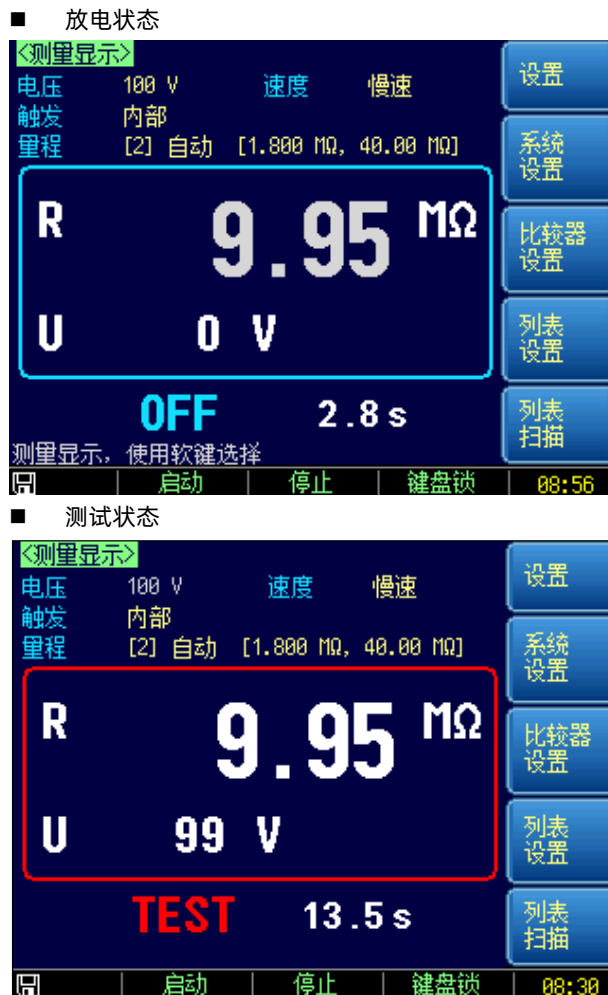 ■ 放电状态
<测量显示>
电压 100 V 速度 慢速
触发 内部
量程 [2] 自动 [1.800 MΩ, 40.00 MΩ]
R 9.95 MΩ
U 0 V
OFF 2.8 s
测量显示, 使用软键选择
启动 停止 键盘锁 08:56
设置
系统
设置
比较器
设置
列表
设置
列表
扫描
■ 测试状态
<测量显示>
电压 100 V 速度 慢速
触发 内部
量程 [2] 自动 [1.800 MΩ, 40.00 MΩ]
R 9.95 MΩ
U 99 V
TEST 13.5 s
启动 停止 键盘锁 08:30
设置
系统
设置
比较器
设置
列表
设置
列表
扫描